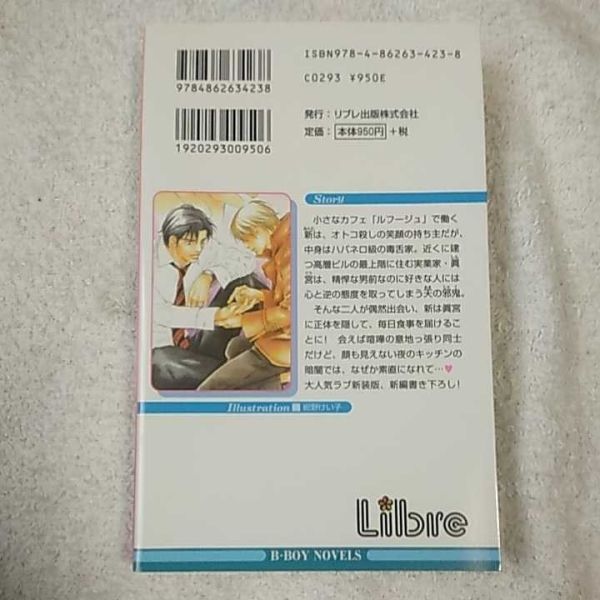 ISBN978-4-86263-423-8
C0293 ¥950E
9784862634238
発行：リブレ出版株式会社
定価：本体950円+税
1920293009506
Story
小さなカフェ「ルフージュ」で働く
新は、オトコ殺しの笑顔の持ち主だが、
中身はハバネロ級の毒舌家。近くに建
つ高層ビルの最上階に住む実業家・眞
宮は、精悍な男前なのに好きな人には
心と逆の態度を取ってしまう天の邪鬼。
そんな二人が偶然出会い、新は眞宮
に正体を隠して、毎日食事を届けるこ
とに! 会えば喧嘩の意地っ張り同士
だけど、顔も見えない夜のキッチンの
暗闇では、なぜか素直になれて…♥
大人気ラブ新装版、新編書き下ろし!
Illustration
けい子
Libre
B-BOY NOVELS